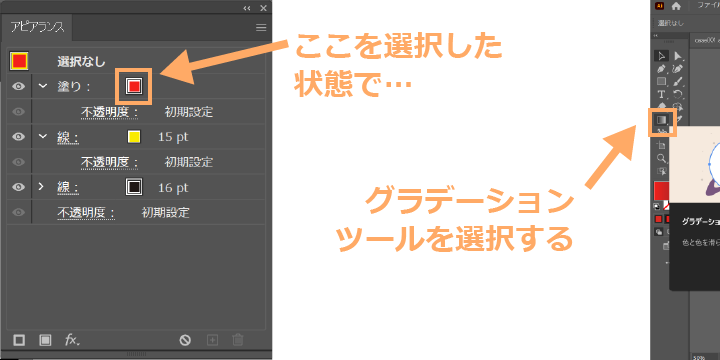 アピアランス
選択なし
塗り：
不透明度： 初期設定
線： 15 pt
不透明度： 初期設定
線： 16 pt
不透明度： 初期設定
fx
ここを選択した
状態で…
グラデーション
ツールを選択する
Ai
ファイル
選択なし
グラデーショ
色と色を滑ら
50%